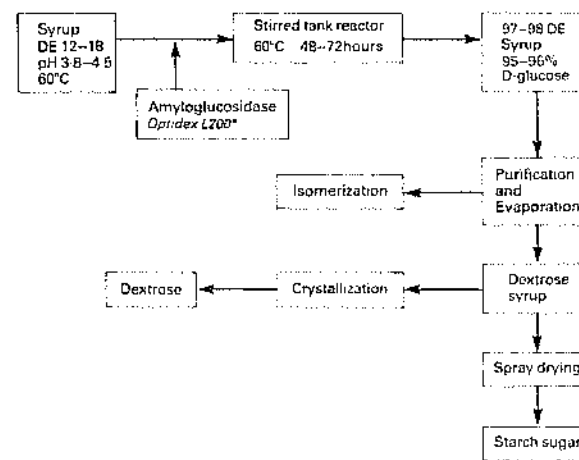 Syrup
DE 12–18
pH 3·8–4·5
60°C
Stirred tank reactor
60°C 48–72hours
97–98 DE
Syrup
95–96%
D-glucose
Amyloglucosidase
Optidex L200*
Isomerization
Purification
and
Evaporation
Dextrose
Crystallization
Dextrose
syrup
Spray drying
Starch sugar